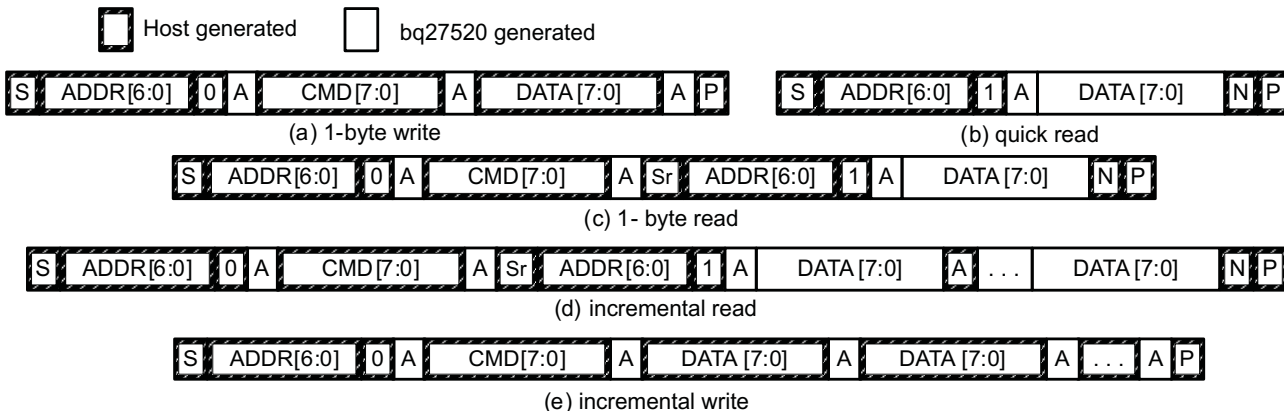 Host generated bq27520 generated
S ADDR[6:0] 0 A CMD[7:0] A DATA[7:0] A P S ADDR[6:0] 1 A DATA[7:0] N P
(a) 1-byte write (b) quick read
S ADDR[6:0] 0 A CMD[7:0] A Sr ADDR[6:0] 1 A DATA[7:0] N P
(c) 1- byte read
S ADDR[6:0] 0 A CMD[7:0] A Sr ADDR[6:0] 1 A DATA[7:0] A ... DATA[7:0] N P
(d) incremental read
S ADDR[6:0] 0 A CMD[7:0] A DATA[7:0] A DATA[7:0] A ... A P
(e) incremental write